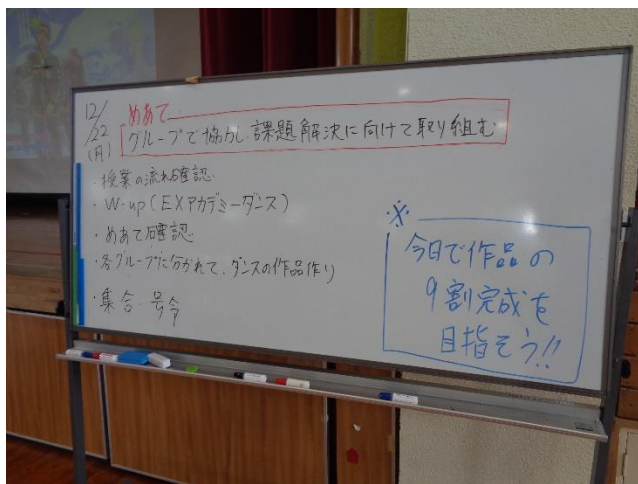 12/22(月)
めあて
グループで協力し、課題解決に向けて取り組む
・授業の流れ確認
・W-up(EXアカデミーダンス)
・めあて確認
・各グループに分かれて、ダンスの作品作り
・集合、号令
※
今日で作品の
9割完成を
目指そう!!